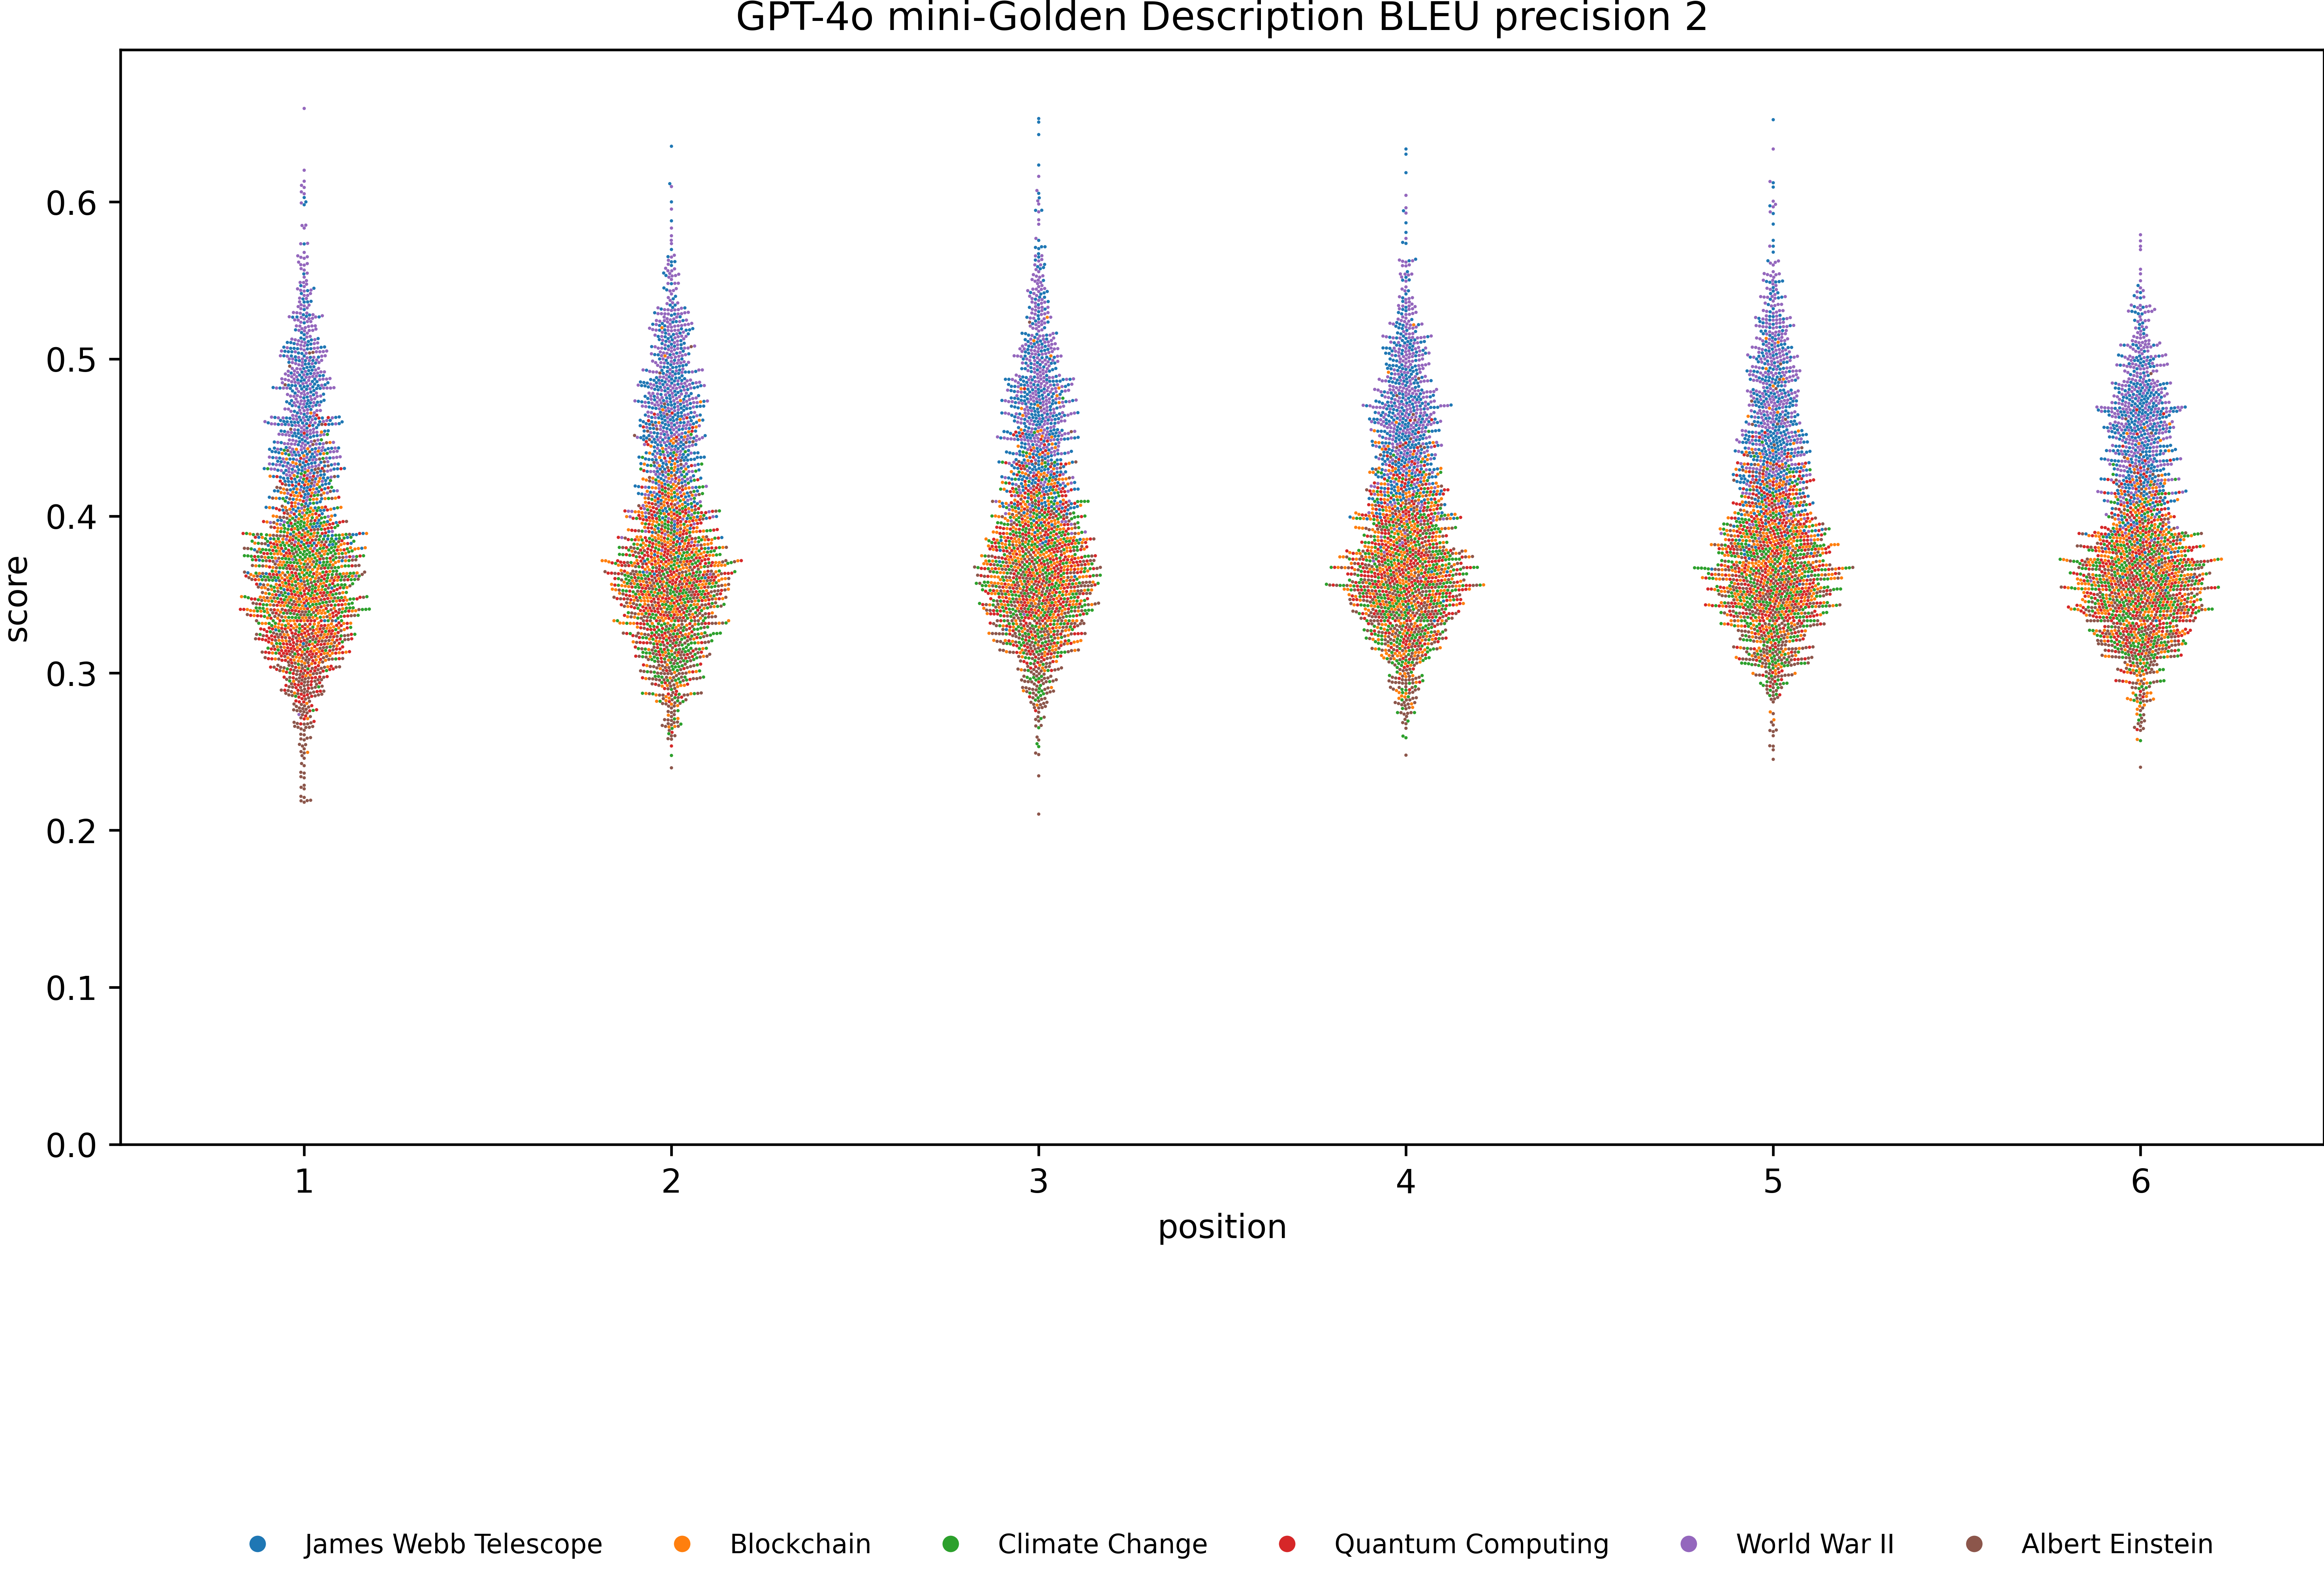 GPT-4o mini-Golden Description BLEU precision 2
score
0.6
0.5
0.4
0.3
0.2
0.1
0.0
1 2 3 4 5 6
position
James Webb Telescope Blockchain Climate Change Quantum Computing World War II Albert Einstein